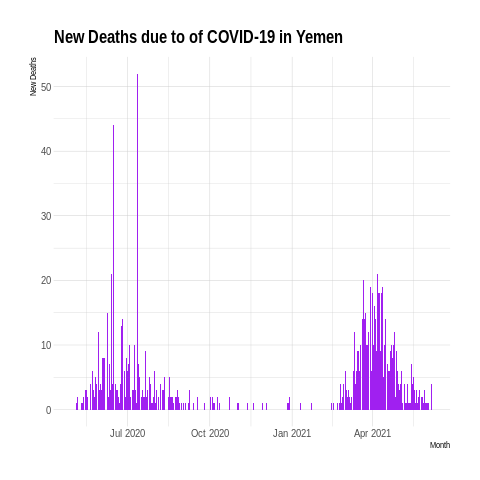 New Deaths due to of COVID-19 in Yemen
New Deaths
50
40
30
20
10
0
Jul 2020 Oct 2020 Jan 2021 Apr 2021
Month